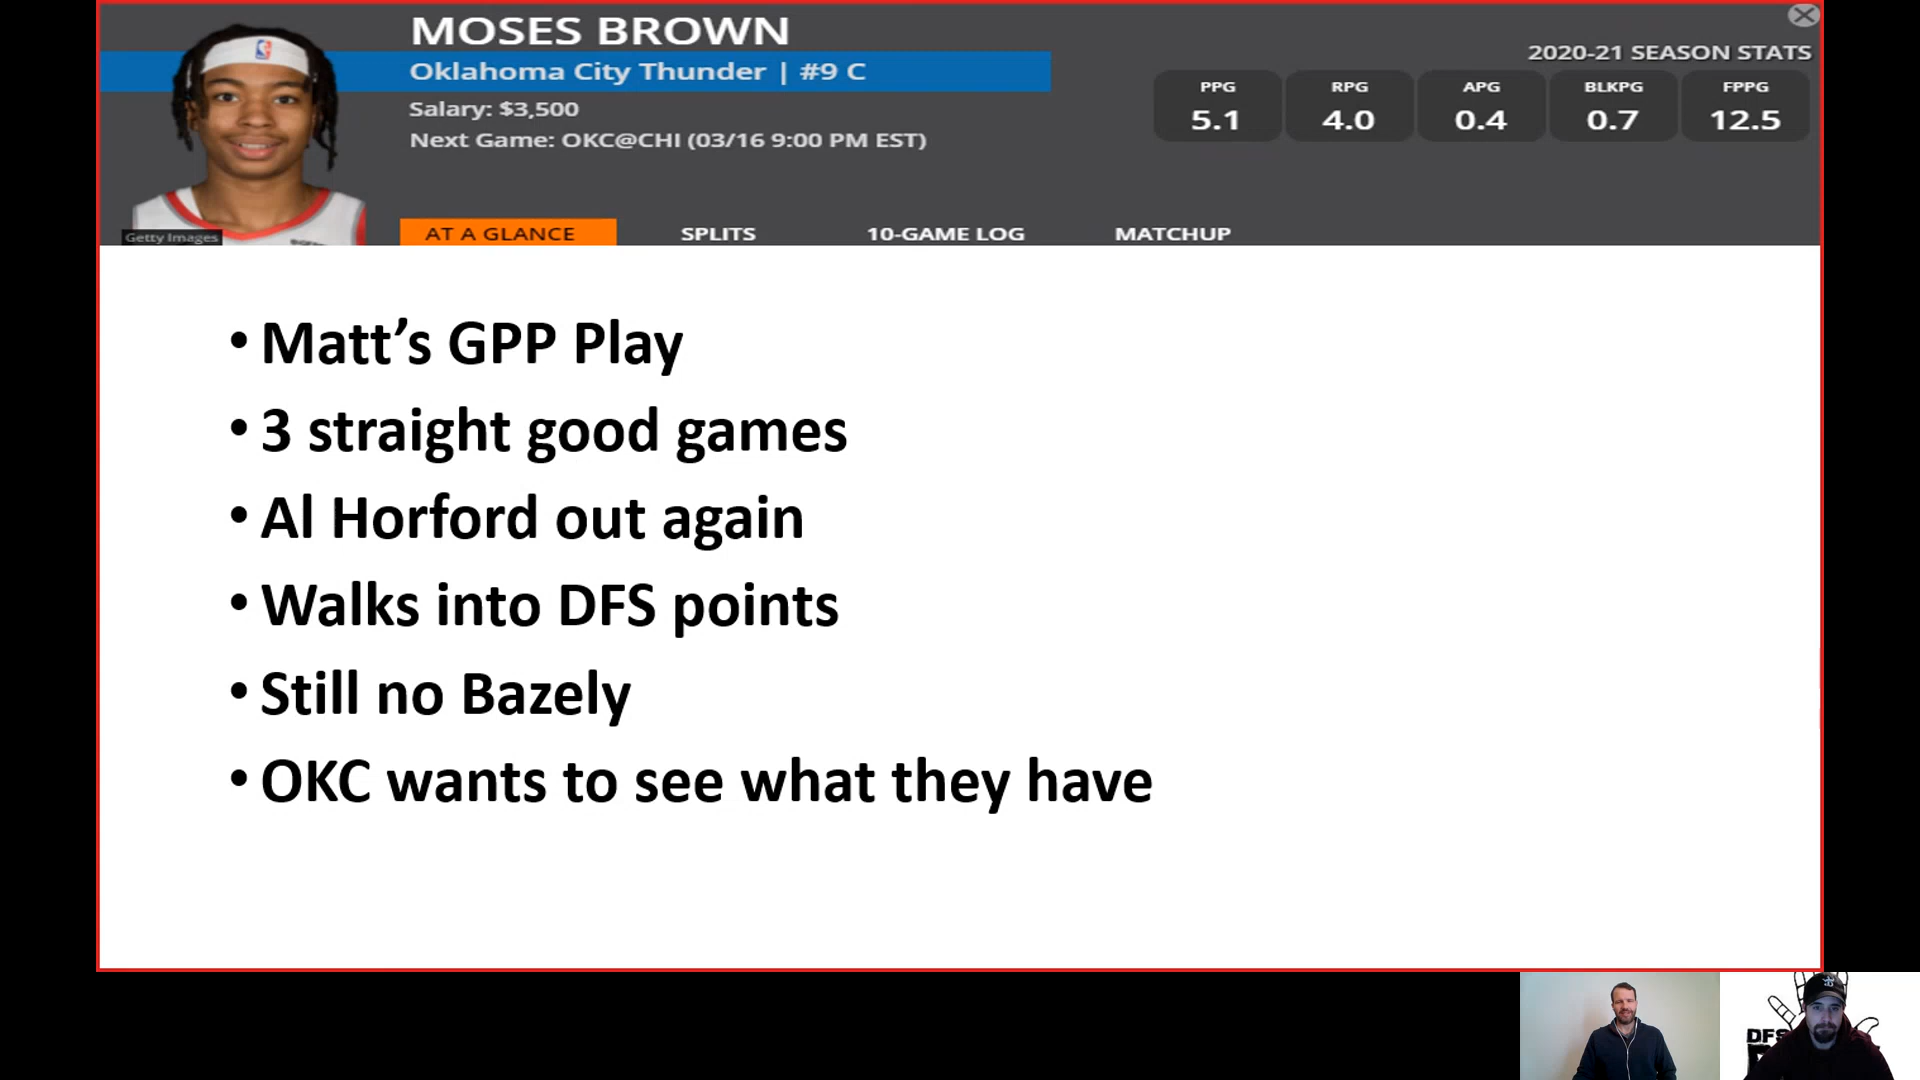 MOSES BROWN
Oklahoma City Thunder | #9 C
Salary: $3,500
Next Game: OKC@CHI (03/16 9:00 PM EST)
2020-21 SEASON STATS
PPG RPG APG BLKPG FPPG
5.1 4.0 0.4 0.7 12.5
Getty Images
AT A GLANCE SPLITS 10-GAME LOG MATCHUP
• Matt’s GPP Play
• 3 straight good games
• Al Horford out again
• Walks into DFS points
• Still no Bazely
• OKC wants to see what they have
DFS